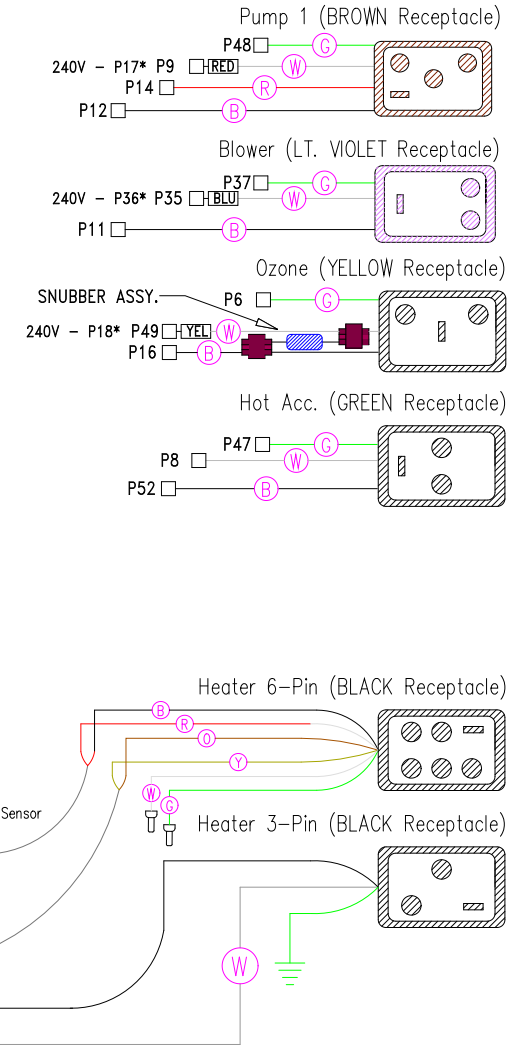 Pump 1 (BROWN Receptacle)
P48 G
240V - P17* P9 RED W
P14 R
P12 B
Blower (LT. VIOLET Receptacle)
P37 G
240V - P36* P35 BLU W
P11 B
Ozone (YELLOW Receptacle)
SNUBBER ASSY. P6 G
240V - P18* P49 YEL W
P16 B
Hot Acc. (GREEN Receptacle)
P47 G
P8 W
P52 B
Heater 6-Pin (BLACK Receptacle)
B
R
O
Y
W
G
Sensor
Heater 3-Pin (BLACK Receptacle)
W